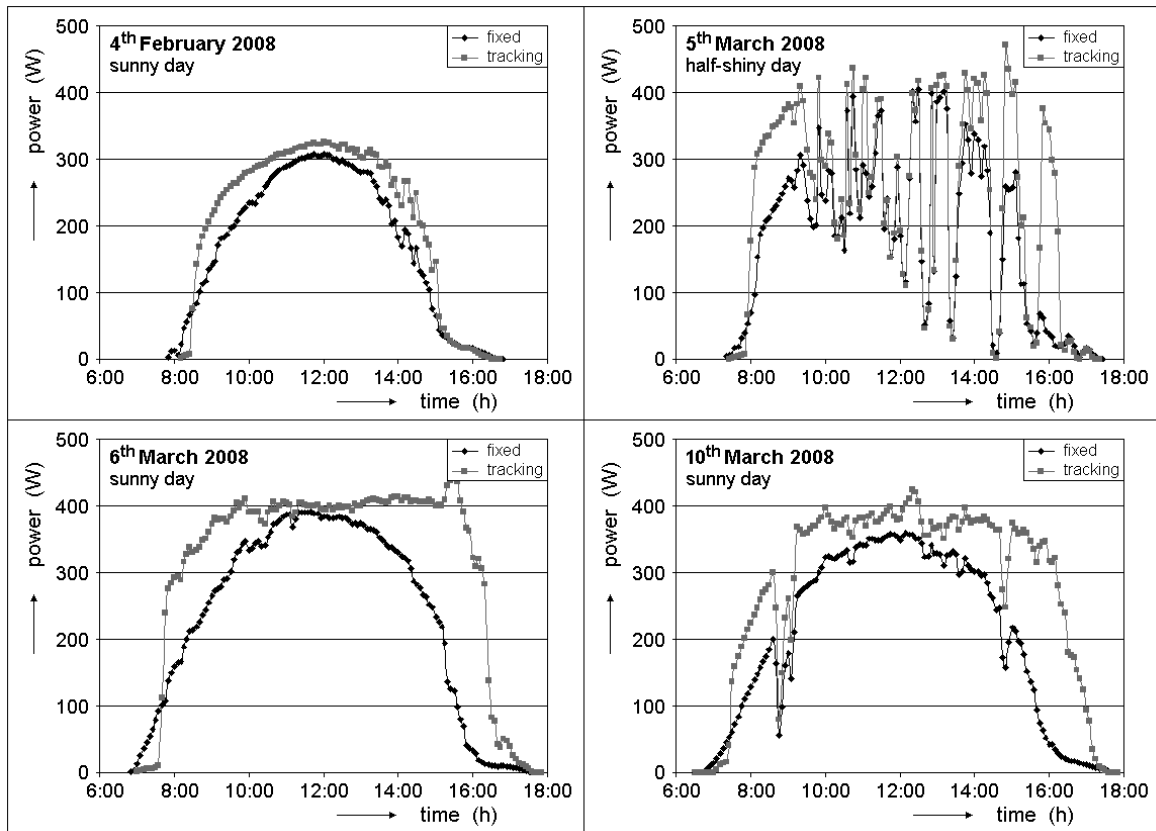 4th February 2008
sunny day
fixed
tracking
power (W)
500
400
300
200
100
0
6:00 8:00 10:00 12:00 14:00 16:00 18:00
time (h)
5th March 2008
half-shiny day
fixed
tracking
power (W)
500
400
300
200
100
0
6:00 8:00 10:00 12:00 14:00 16:00 18:00
time (h)
6th March 2008
sunny day
fixed
tracking
power (W)
500
400
300
200
100
0
6:00 8:00 10:00 12:00 14:00 16:00 18:00
time (h)
10th March 2008
sunny day
fixed
tracking
power (W)
500
400
300
200
100
0
6:00 8:00 10:00 12:00 14:00 16:00 18:00
time (h)